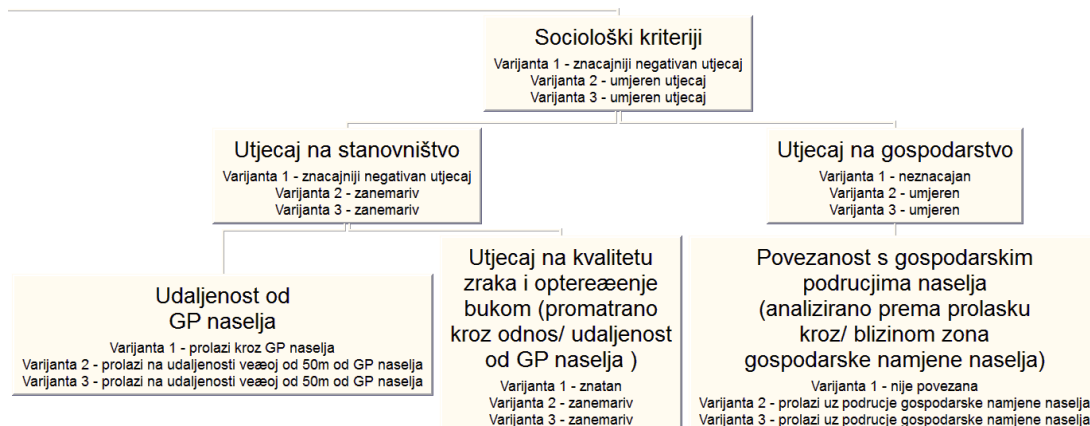 Sociološki kriteriji
Varijanta 1 - znacajniji negativan utjecaj
Varijanta 2 - umjeren utjecaj
Varijanta 3 - umjeren utjecaj
Utjecaj na stanovništvo
Varijanta 1 - znacajniji negativan utjecaj
Varijanta 2 - zanemariv
Varijanta 3 - zanemariv
Utjecaj na gospodarstvo
Varijanta 1 - neznacajan
Varijanta 2 - umjeren
Varijanta 3 - umjeren
Udaljenost od
GP naselja
Varijanta 1 - prolazi kroz GP naselja
Varijanta 2 - prolazi na udaljenosti veæoj od 50m od GP naselja
Varijanta 3 - prolazi na udaljenosti veæoj od 50m od GP naselja
Utjecaj na kvalitetu
zraka i optereæenje
bukom (promatrano
kroz odnos/ udaljenost
od GP naselja )
Varijanta 1 - znatan
Varijanta 2 - zanemariv
Varijanta 3 - zanemariv
Povezanost s gospodarskim
podrucjima naselja
(analizirano prema prolasku
kroz/ blizinom zona
gospodarske namjene naselja)
Varijanta 1 - nije povezana
Varijanta 2 - prolazi uz podrucje gospodarske namjene naselja
Varijanta 3 - prolazi uz podrucje gospodarske namjene naselja